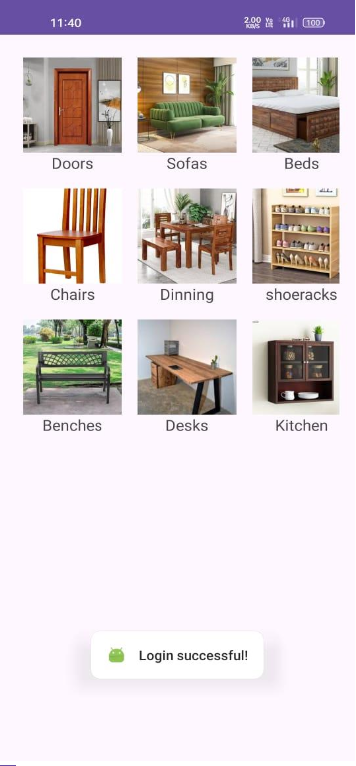 11:40
2.00 KB/S Vo LTE 4G 100
Doors Sofas Beds
Chairs Dinning shoeracks
Benches Desks Kitchen
Login successful!